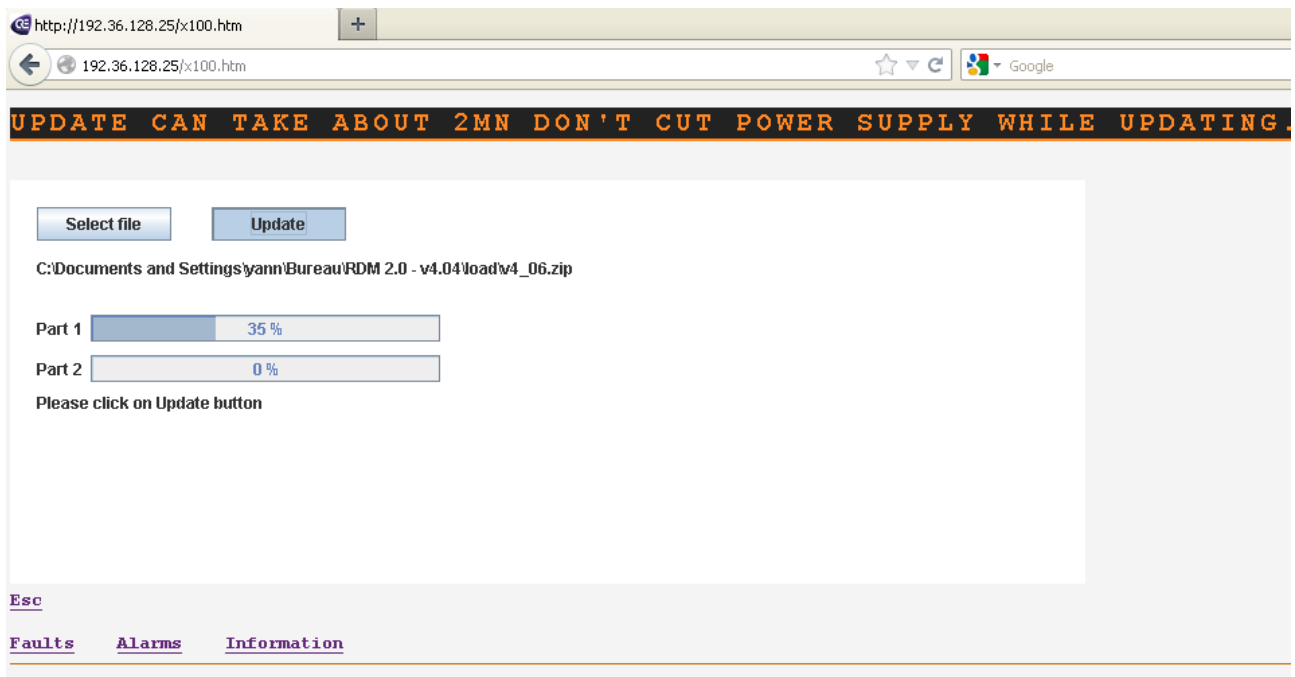 http://192.36.128.25/x100.htm
192.36.128.25/x100.htm
Google
UPDATE CAN TAKE ABOUT 2MN DON'T CUT POWER SUPPLY WHILE UPDATING.
Select file
Update
C:\Documents and Settings\yann\Bureau\RDM 2.0 - v4.04\load\v4_06.zip
Part 1
35 %
Part 2
0 %
Please click on Update button
Esc
Faults Alarms Information